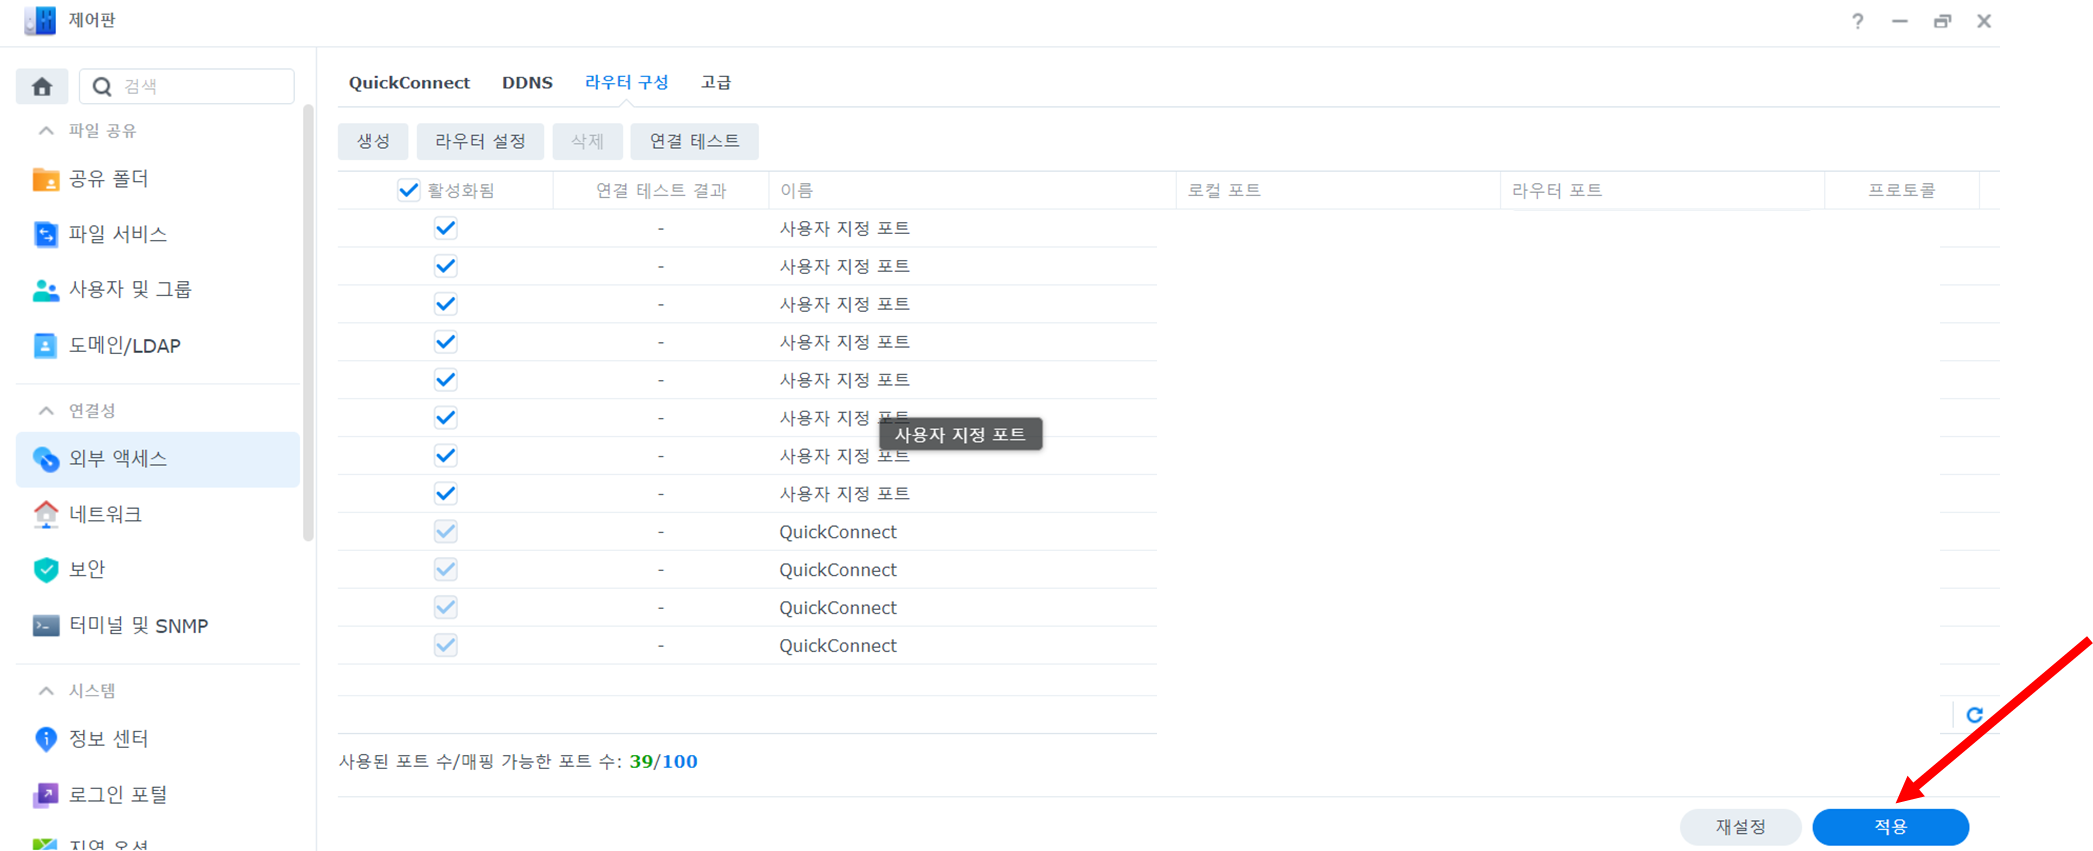 제어판
?
검색
파일 공유
공유 폴더
파일 서비스
사용자 및 그룹
도메인/LDAP
연결성
외부 액세스
네트워크
보안
터미널 및 SNMP
시스템
정보 센터
로그인 포털
지역 옵션
QuickConnect DDNS 라우터 구성 고급
생성 라우터 설정 삭제 연결 테스트
활성화됨 연결 테스트 결과 이름 로컬 포트 라우터 포트 프로토콜
- 사용자 지정 포트
- 사용자 지정 포트
- 사용자 지정 포트
- 사용자 지정 포트
- 사용자 지정 포트
- 사용자 지정 포트
사용자 지정 포트
- 사용자 지정 포트
- 사용자 지정 포트
- QuickConnect
- QuickConnect
- QuickConnect
- QuickConnect
사용된 포트 수/매핑 가능한 포트 수: 39/100
재설정 적용